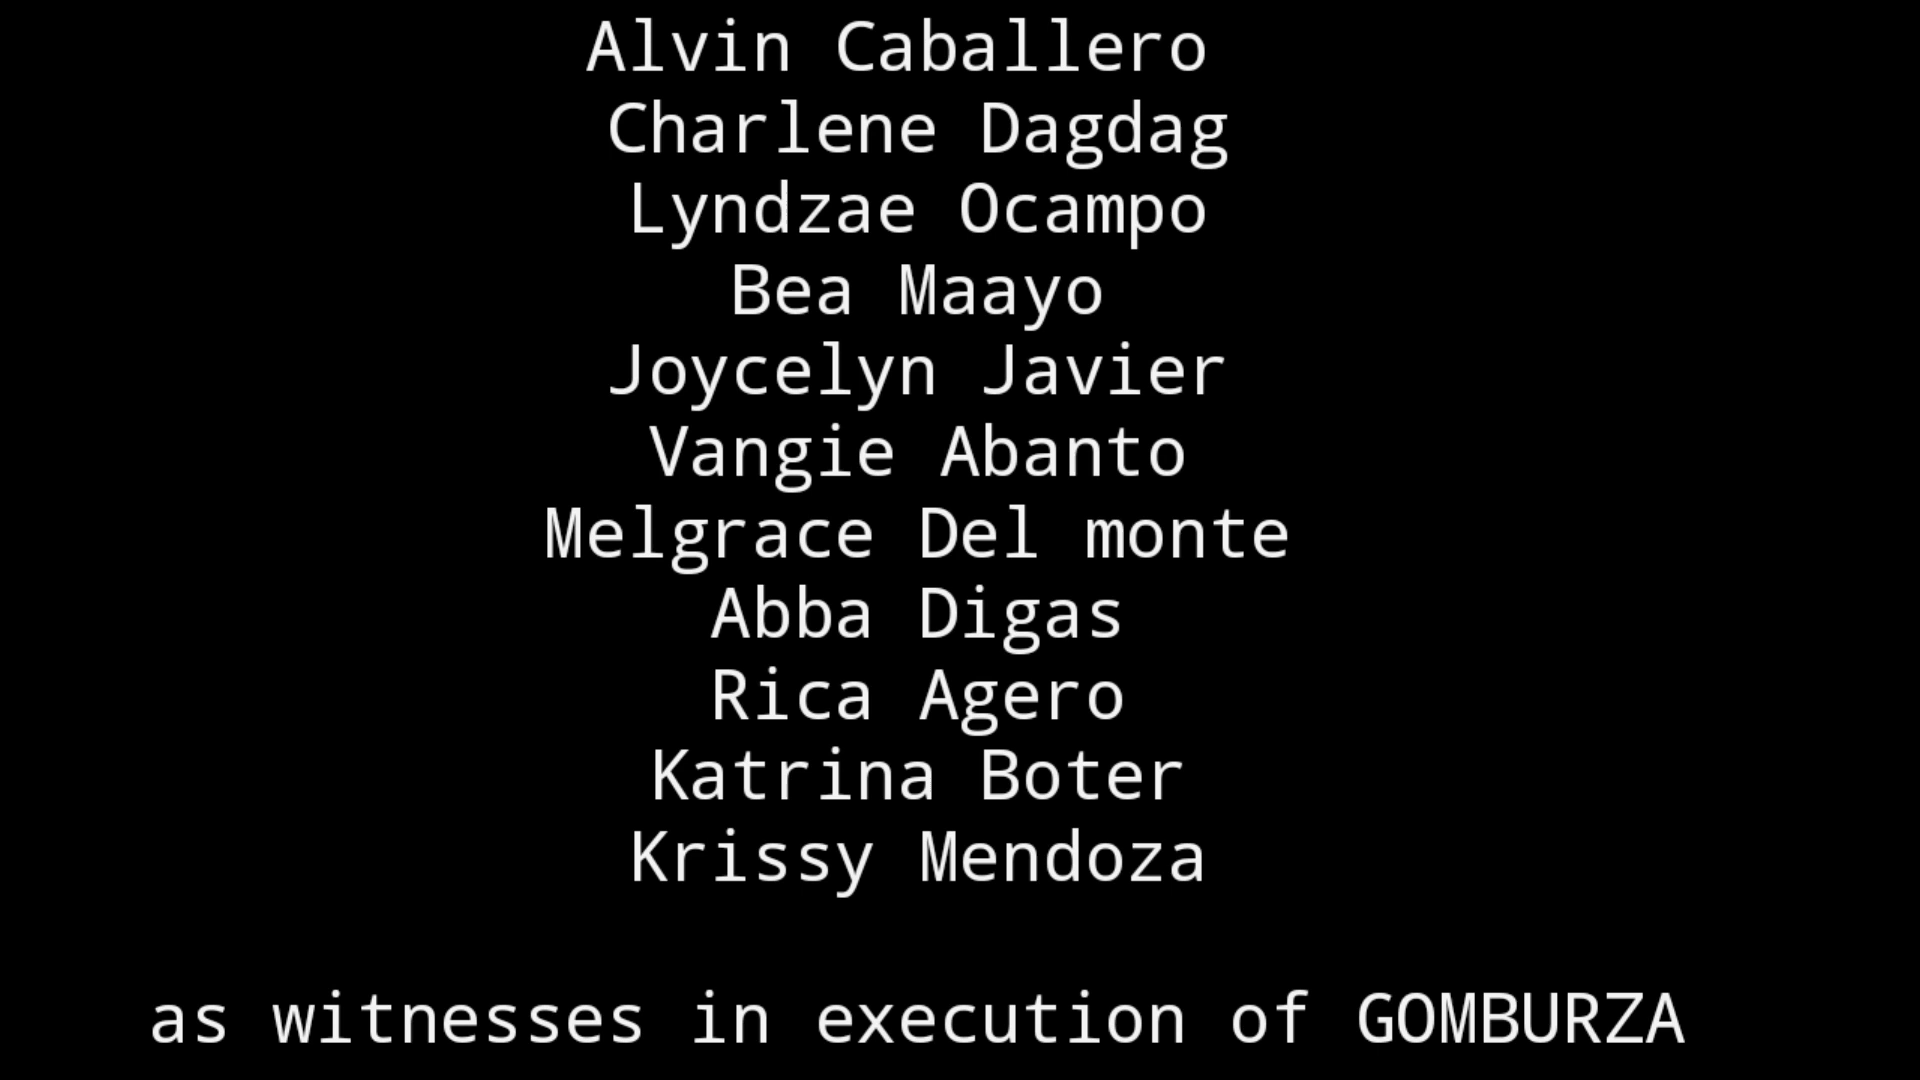 Alvin Caballero
Charlene Dagdag
Lyndzae Ocampo
Bea Maayo
Joycelyn Javier
Vangie Abanto
Melgrace Del monte
Abba Digas
Rica Agero
Katrina Boter
Krissy Mendoza
as witnesses in execution of GOMBURZA